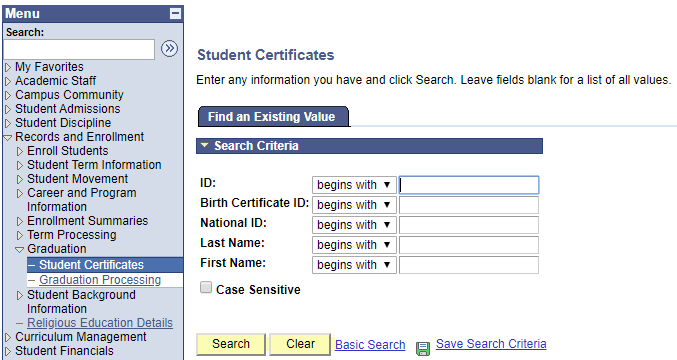 Menu
Search:
My Favorites
Academic Staff
Campus Community
Student Admissions
Student Discipline
Records and Enrollment
Enroll Students
Student Term Information
Student Movement
Career and Program
Information
Enrollment Summaries
Term Processing
Graduation
– Student Certificates
– Graduation Processing
Student Background
Information
– Religious Education Details
Curriculum Management
Student Financials
Student Certificates
Enter any information you have and click Search. Leave fields blank for a list of all values.
Find an Existing Value
Search Criteria
ID: begins with
Birth Certificate ID: begins with
National ID: begins with
Last Name: begins with
First Name: begins with
Case Sensitive
Search Clear Basic Search Save Search Criteria